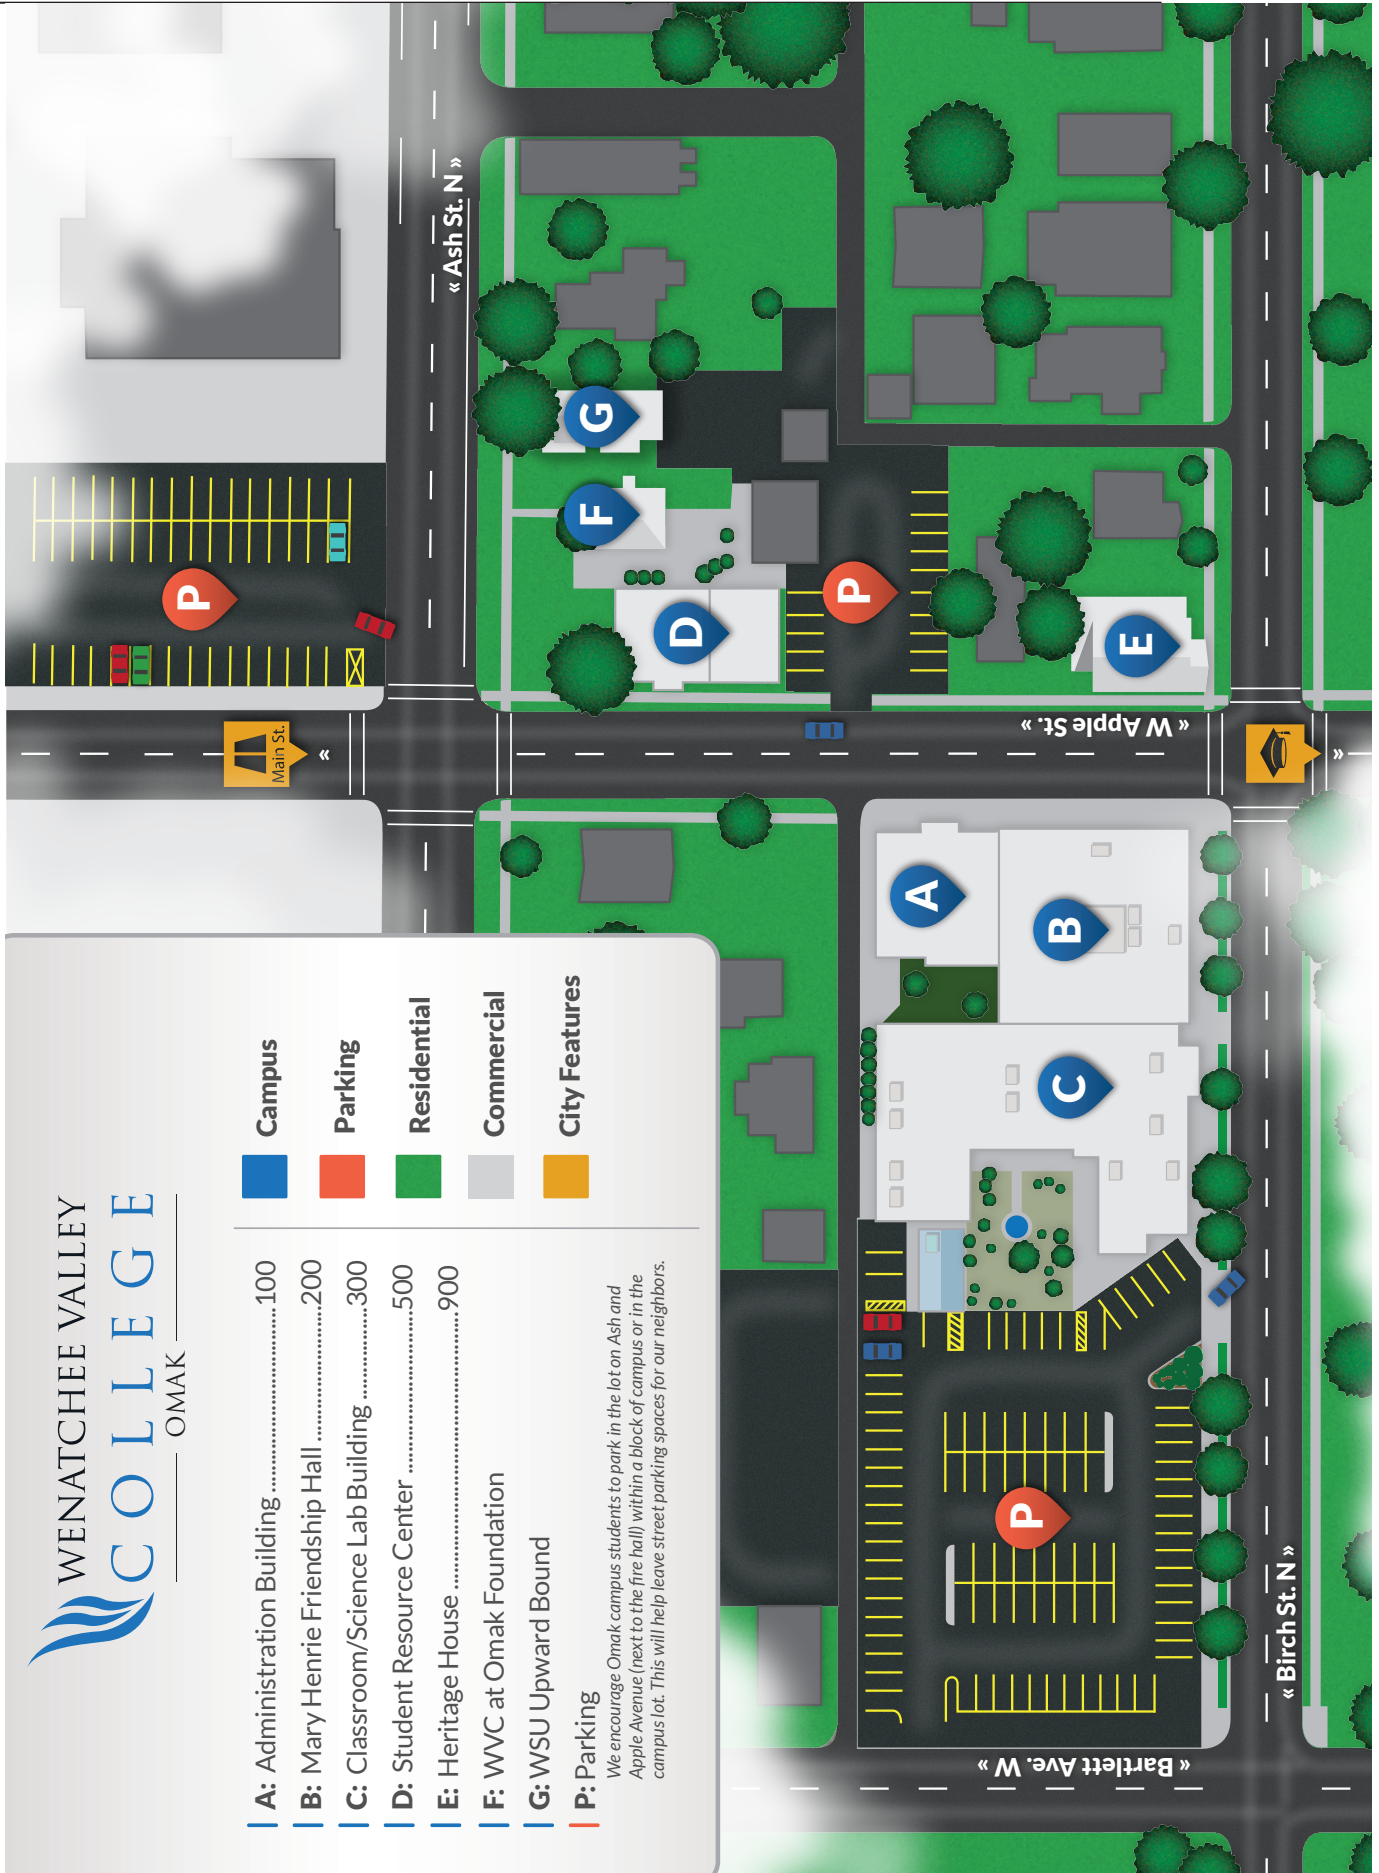 WENATCHEE VALLEY
COLLEGE
OMAK
A: Administration Building ........................100
B: Mary Henrie Friendship Hall ..................200
C: Classroom/Science Lab Building ............300
D: Student Resource Center ......................500
E: Heritage House ....................................900
F: WVC at Omak Foundation
G: WSU Upward Bound
P: Parking
We encourage Omak campus students to park in the lot on Ash and
Apple Avenue (next to the fire hall) within a block of campus or in the
campus lot. This will help leave street parking spaces for our neighbors.
Campus
Parking
Residential
Commercial
City Features
Main St.
«
P
« Ash St. N »
G
F
D
P
E
« W Apple St. »
«
A
B
C
P
« Bartlett Ave. W »
« Birch St. N »